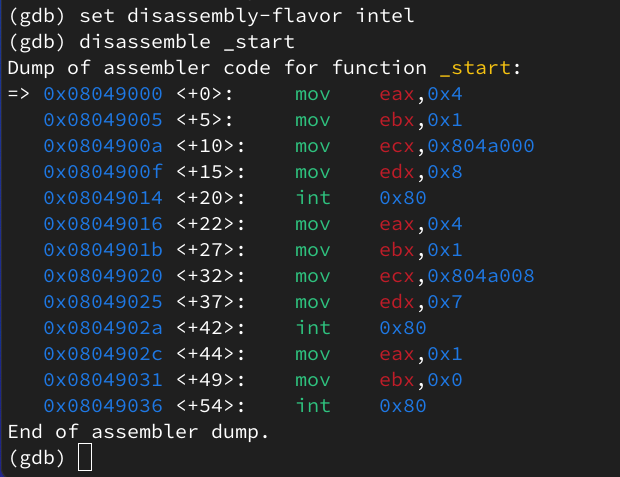 (gdb) set disassembly-flavor intel
(gdb) disassemble _start
Dump of assembler code for function _start:
=> 0x08049000 <+0>:     mov    eax,0x4
   0x08049005 <+5>:     mov    ebx,0x1
   0x0804900a <+10>:    mov    ecx,0x804a000
   0x0804900f <+15>:    mov    edx,0x8
   0x08049014 <+20>:    int    0x80
   0x08049016 <+22>:    mov    eax,0x4
   0x0804901b <+27>:    mov    ebx,0x1
   0x08049020 <+32>:    mov    ecx,0x804a008
   0x08049025 <+37>:    mov    edx,0x7
   0x0804902a <+42>:    int    0x80
   0x0804902c <+44>:    mov    eax,0x1
   0x08049031 <+49>:    mov    ebx,0x0
   0x08049036 <+54>:    int    0x80
End of assembler dump.
(gdb)